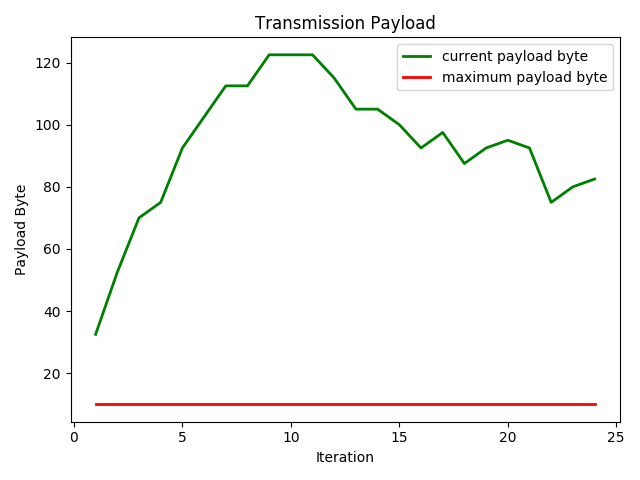 Transmission Payload
current payload byte
maximum payload byte
Payload Byte
120
100
80
60
40
20
0 5 10 15 20 25
Iteration